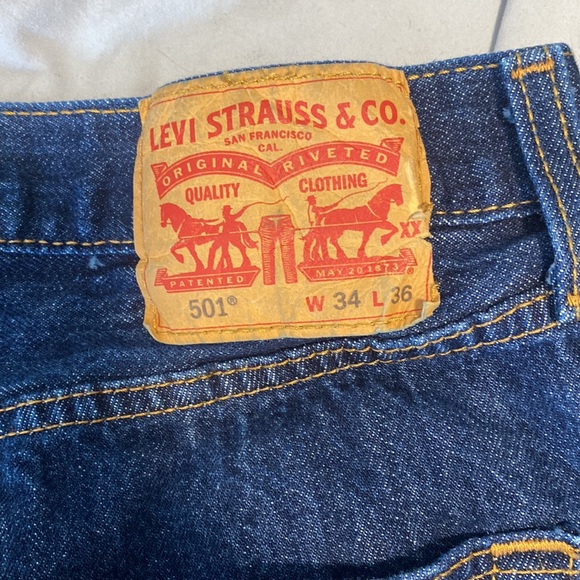 LEVI STRAUSS & CO.
SAN FRANCISCO
CAL.
ORIGINAL RIVETED
QUALITY CLOTHING
XX
PATENTED MAY 20 1873 ®
501® W 34 L 36